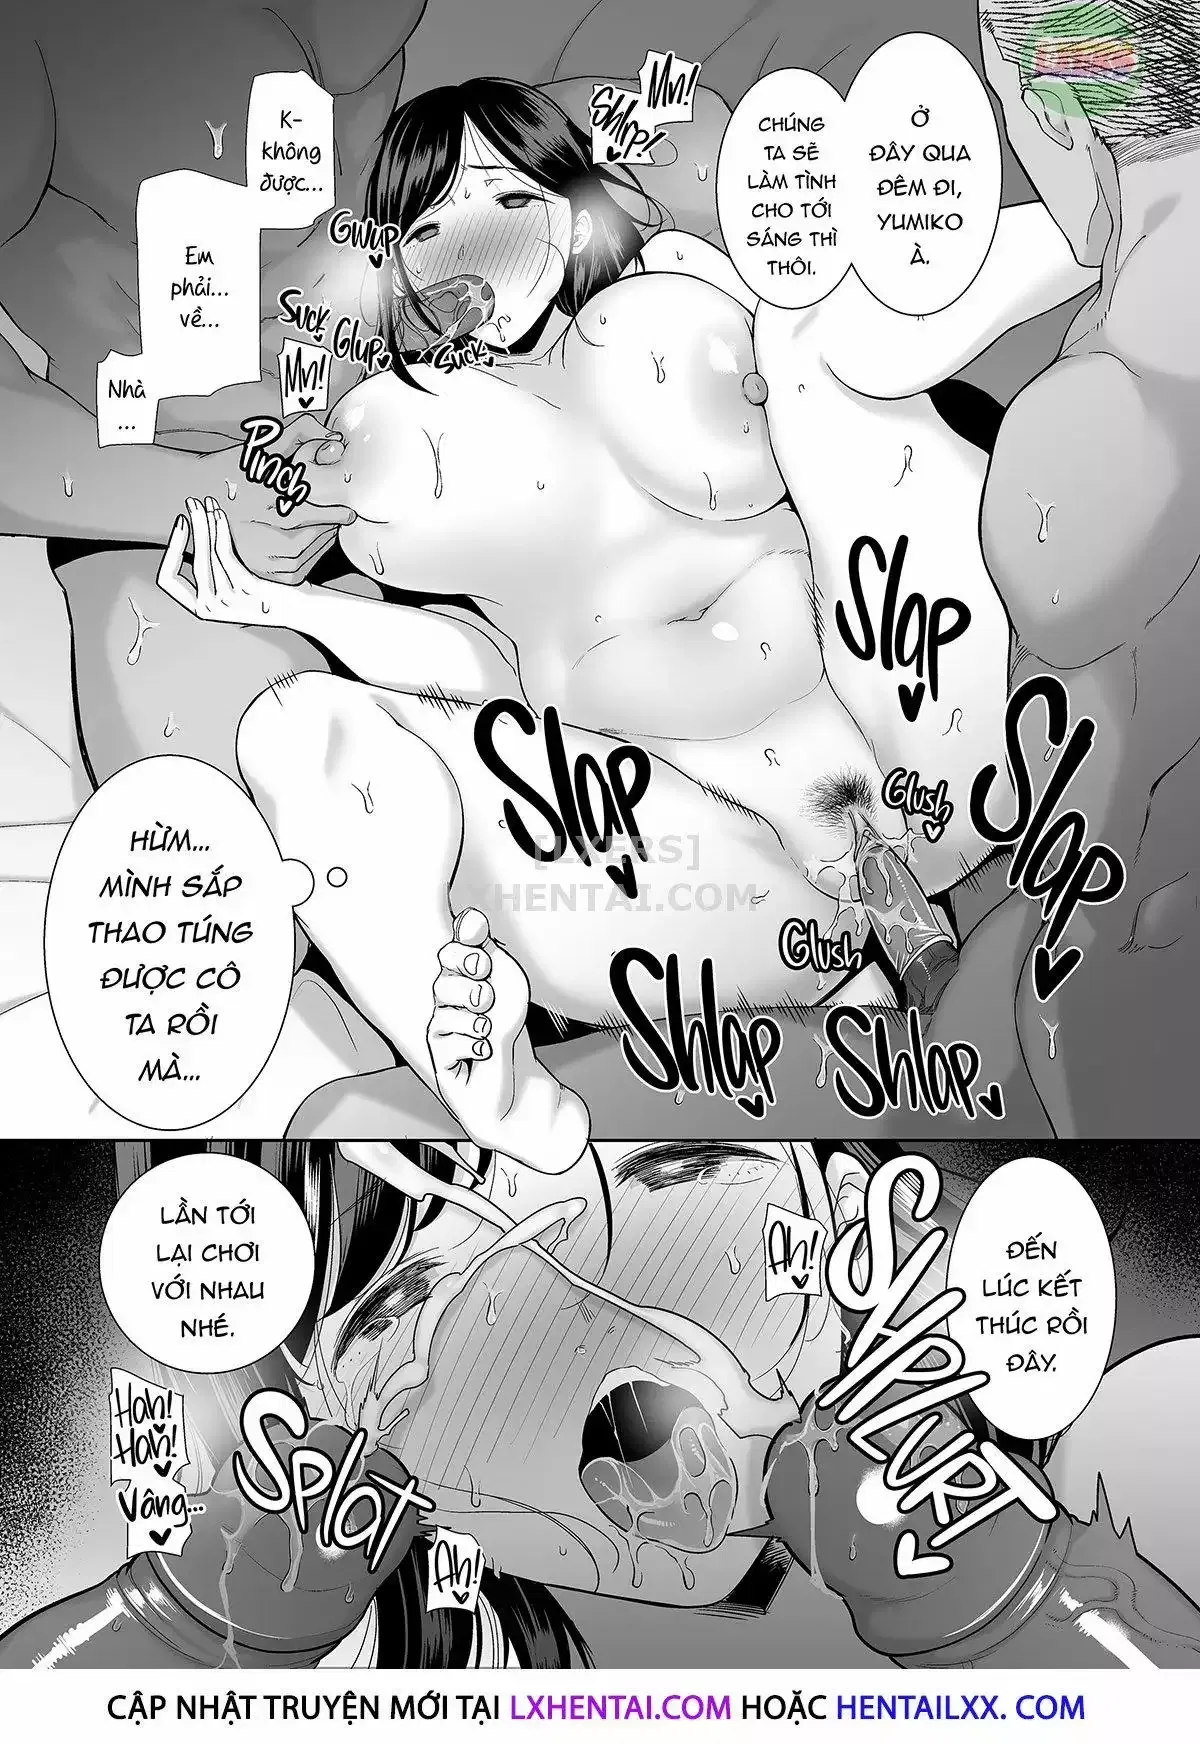 Ở
ĐÂY QUA
ĐÊM ĐI,
YUMIKO
À.
CHÚNG
TA SẼ
LÀM TÌNH
CHO TỚI
SÁNG THÌ
THÔI.
Mn!
Shlrp!
K-
không
được...
Em
phải...
về...
Nhà
...
Gwup
Suck
Glup
Suck
Mn!
Pinch
Slap
Slap
Slap
Glush
Glush
Shlap
Shlap
HỪM...
MÌNH SẮP
THAO TÚNG
ĐƯỢC CÔ
TA RỒI
MÀ...
[LXERS]
LXHENTAI.COM
ĐẾN
LÚC KẾT
THÚC RỒI
ĐÂY.
LẦN TỚI
LẠI CHƠI
VỚI NHAU
NHÉ.
Ah!
SPLURT
Splat
Hah!
Hah!
Vâng...
Ah!
CẬP NHẬT TRUYỆN MỚI TẠI LXHENTAI.COM HOẶC HENTAILXX. COM